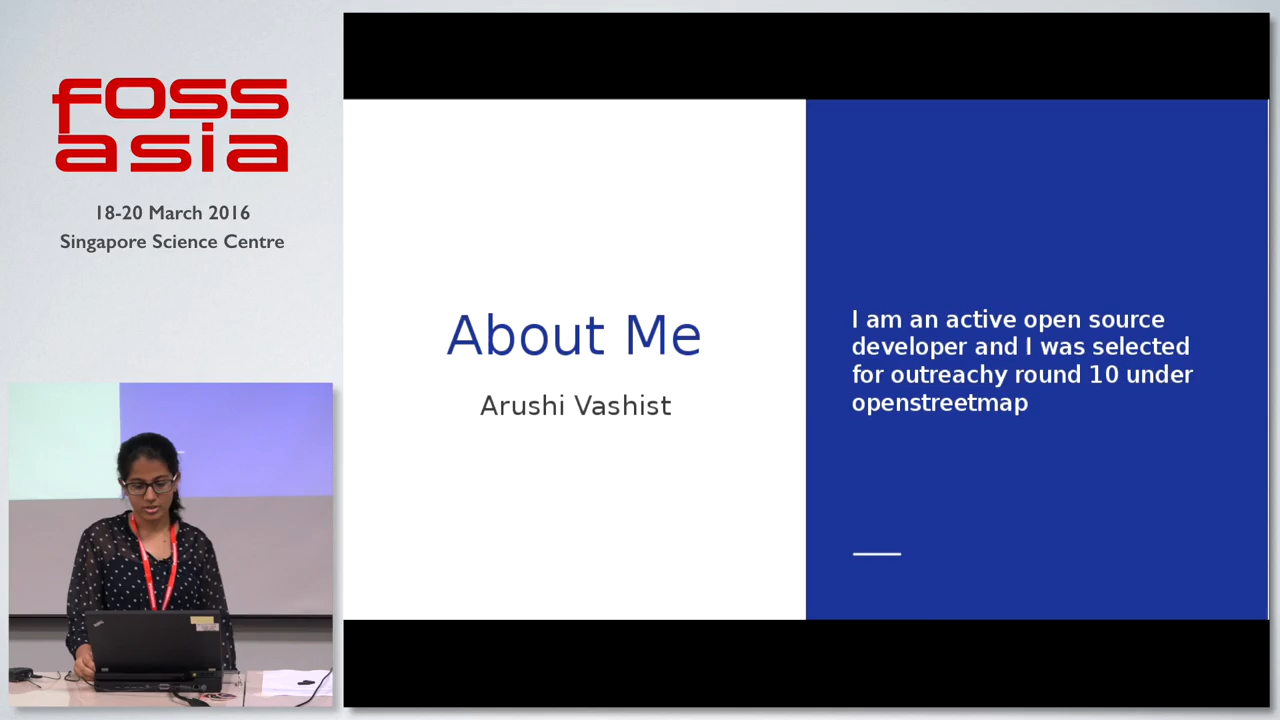 foss
asia
18-20 March 2016
Singapore Science Centre
About Me
Arushi Vashist
I am an active open source
developer and I was selected
for outreachy round 10 under
openstreetmap